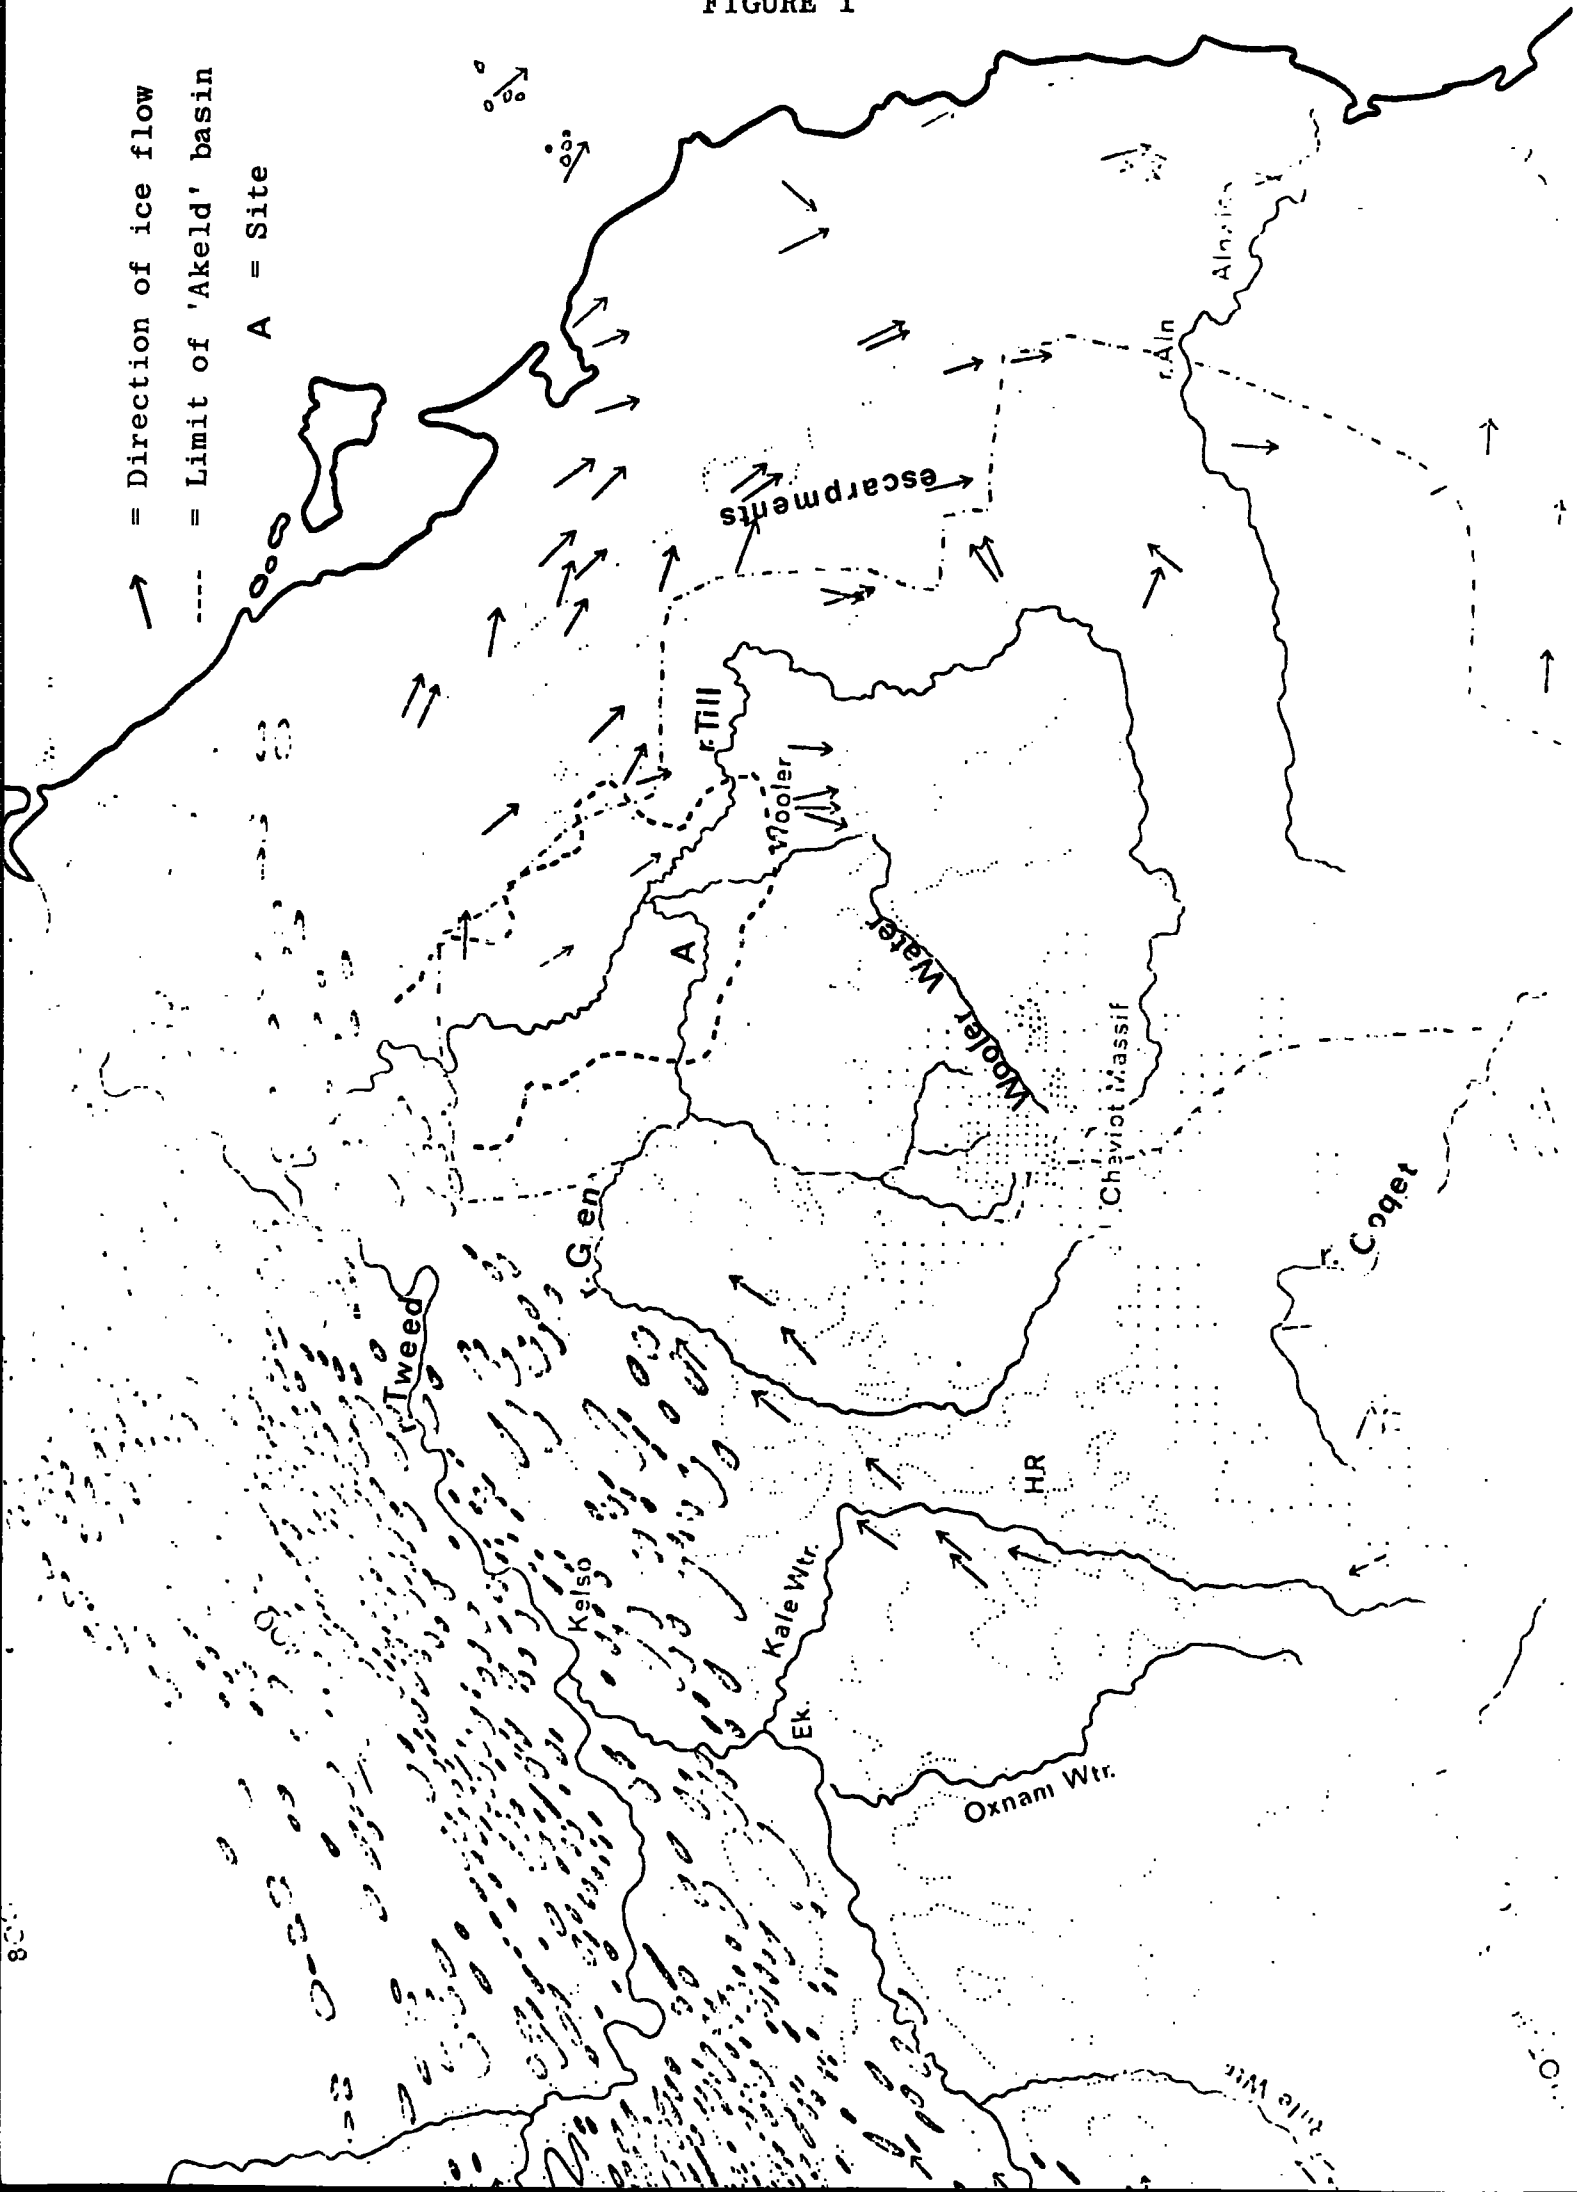 FIGURE 1
= Direction of ice flow
---- = Limit of 'Akeld' basin
A = Site
r. Till
Wooler
escarpments
r. Aln
A
Wooler Water
Cheviot Massif
r. Coqet
r. Glen
r. Tweed
Kelso
Kale Wtr.
H.R
Ek.
Oxnam Wtr.
Wtr